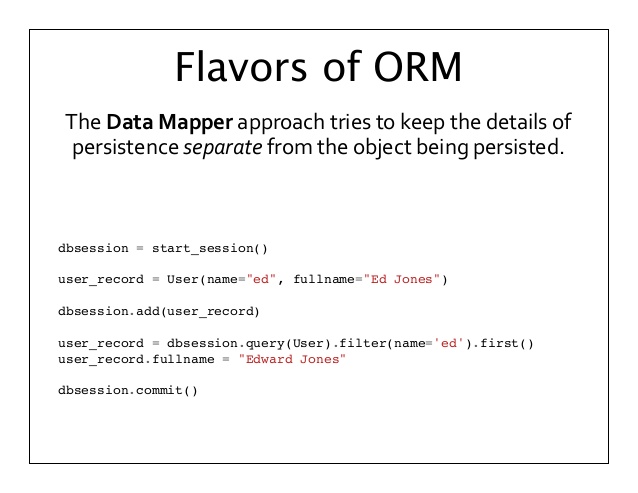 Flavors of ORM
The Data Mapper approach tries to keep the details of
persistence separate from the object being persisted.
dbsession = start_session()
user_record = User(name="ed", fullname="Ed Jones")
dbsession.add(user_record)
user_record = dbsession.query(User).filter(name='ed').first()
user_record.fullname = "Edward Jones"
dbsession.commit()